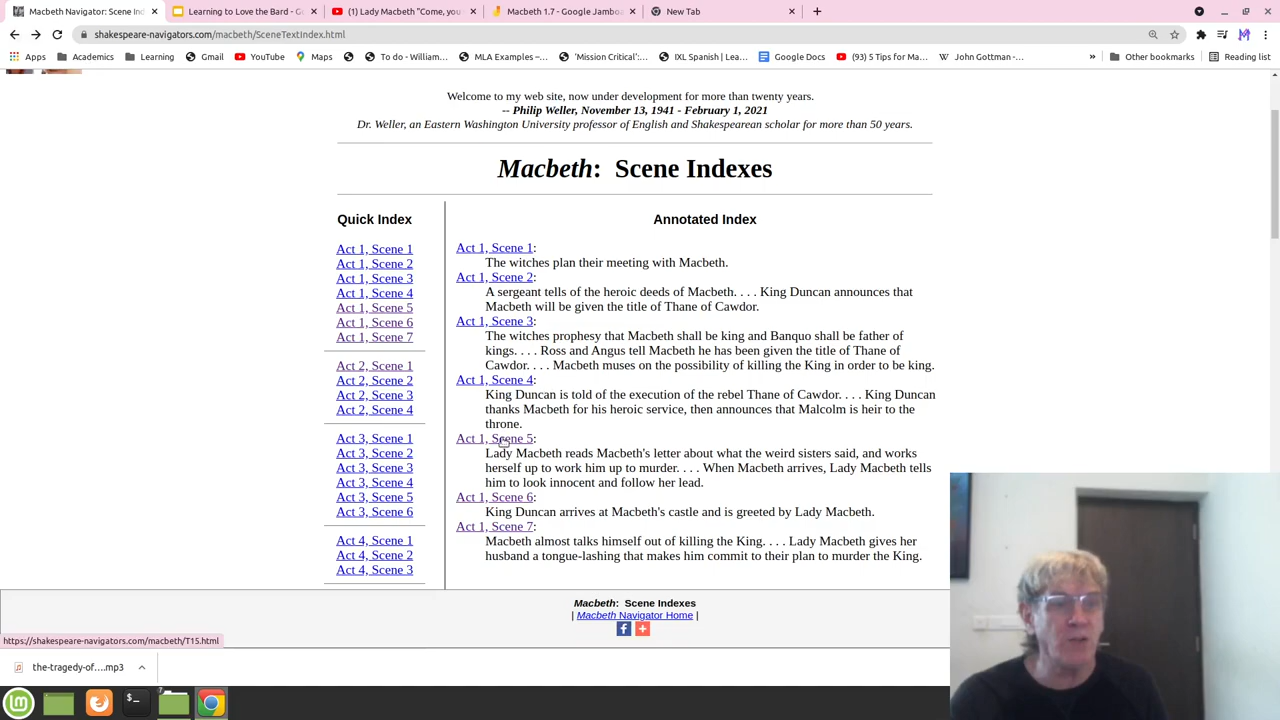 Macbeth Navigator: Scene Ind
Learning to Love the Bard - G
(1) Lady Macbeth "Come, you
Macbeth 1.7 - Google Jamboa
New Tab
shakespeare-navigators.com/macbeth/SceneTextIndex.html
Apps
Academics
Learning
Gmail
YouTube
Maps
To do - William...
MLA Examples –...
'Mission Critical':...
IXL Spanish | Lea...
Google Docs
(93) 5 Tips for Ma...
John Gottman -...
Other bookmarks
Reading list
Welcome to my web site, now under development for more than twenty years.
-- Philip Weller, November 13, 1941 - February 1, 2021
Dr. Weller, an Eastern Washington University professor of English and Shakespearean scholar for more than 50 years.
Macbeth: Scene Indexes
Quick Index
Act 1, Scene 1
Act 1, Scene 2
Act 1, Scene 3
Act 1, Scene 4
Act 1, Scene 5
Act 1, Scene 6
Act 1, Scene 7
Act 2, Scene 1
Act 2, Scene 2
Act 2, Scene 3
Act 2, Scene 4
Act 3, Scene 1
Act 3, Scene 2
Act 3, Scene 3
Act 3, Scene 4
Act 3, Scene 5
Act 3, Scene 6
Act 4, Scene 1
Act 4, Scene 2
Act 4, Scene 3
Annotated Index
Act 1, Scene 1:
The witches plan their meeting with Macbeth.
Act 1, Scene 2:
A sergeant tells of the heroic deeds of Macbeth. . . . King Duncan announces that
Macbeth will be given the title of Thane of Cawdor.
Act 1, Scene 3:
The witches prophesy that Macbeth shall be king and Banquo shall be father of
kings. . . . Ross and Angus tell Macbeth he has been given the title of Thane of
Cawdor. . . . Macbeth muses on the possibility of killing the King in order to be king.
Act 1, Scene 4:
King Duncan is told of the execution of the rebel Thane of Cawdor. . . . King Duncan
thanks Macbeth for his heroic service, then announces that Malcolm is heir to the
throne.
Act 1, Scene 5:
Lady Macbeth reads Macbeth's letter about what the weird sisters said, and works
herself up to work him up to murder. . . . When Macbeth arrives, Lady Macbeth tells
him to look innocent and follow her lead.
Act 1, Scene 6:
King Duncan arrives at Macbeth's castle and is greeted by Lady Macbeth.
Act 1, Scene 7:
Macbeth almost talks himself out of killing the King. . . . Lady Macbeth gives her
husband a tongue-lashing that makes him commit to their plan to murder the King.
Macbeth: Scene Indexes
| Macbeth Navigator Home |
https://shakespeare-navigators.com/macbeth/T15.html
the-tragedy-of....mp3